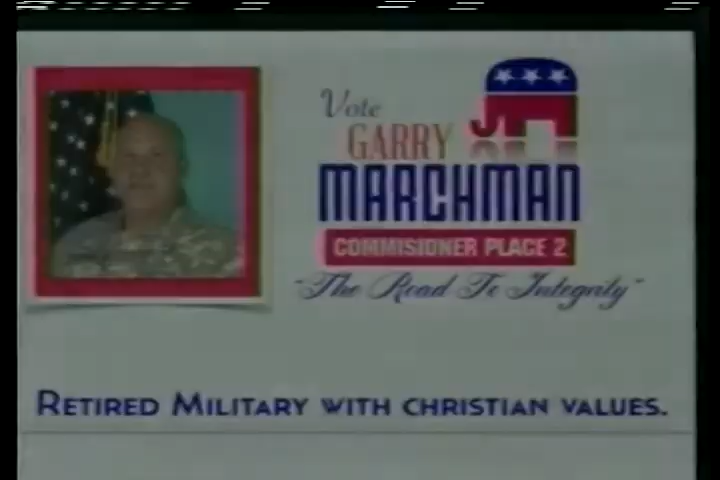 Vote
GARRY
MARCHMAN
COMMISIONER PLACE 2
"The Road To Integrity"
RETIRED MILITARY WITH CHRISTIAN VALUES.